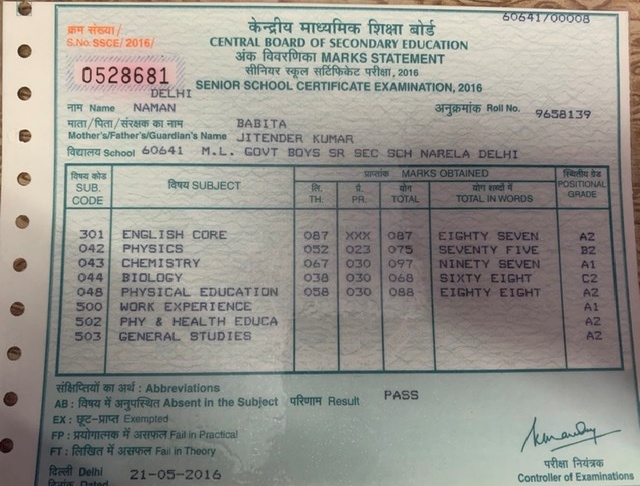 60641/00008
क्रम संख्या/
S.No. SSCE/ 2016/
0528681
केन्द्रीय माध्यमिक शिक्षा बोर्ड
CENTRAL BOARD OF SECONDARY EDUCATION
अंक विवरणिका MARKS STATEMENT
सीनियर स्कूल सर्टिफिकेट परीक्षा, 2016
SENIOR SCHOOL CERTIFICATE EXAMINATION, 2016
DELHI
नाम Name NAMAN अनुक्रमांक Roll No. 9658139
माता/पिता/संरक्षक का नाम BABITA
Mother's/Father's/Guardian's Name JITENDER KUMAR
विद्यालय School 60641 M.L. GOVT BOYS SR SEC SCH NARELA DELHI
विषय कोड SUB. CODE विषय SUBJECT प्राप्तांक MARKS OBTAINED स्थितीय ग्रेड POSITIONAL GRADE
लि. TH. प्रै. PR. योग TOTAL योग शब्दों में TOTAL IN WORDS
301 ENGLISH CORE 087 XXX 087 EIGHTY SEVEN A2
042 PHYSICS 052 023 075 SEVENTY FIVE B2
043 CHEMISTRY 067 030 097 NINETY SEVEN A1
044 BIOLOGY 038 030 068 SIXTY EIGHT C2
048 PHYSICAL EDUCATION 058 030 088 EIGHTY EIGHT A2
500 WORK EXPERIENCE A1
502 PHY & HEALTH EDUCA A2
503 GENERAL STUDIES A2
संक्षिप्तियों का अर्थ : Abbreviations
AB : विषय में अनुपस्थित Absent in the Subject परिणाम Result PASS
EX : छूट-प्राप्त Exempted
FP : प्रयोगात्मक में असफल Fail in Practical
FT : लिखित में असफल Fail in Theory
दिल्ली Delhi
दिनांक Dated 21-05-2016
परीक्षा नियंत्रक
Controller of Examinations